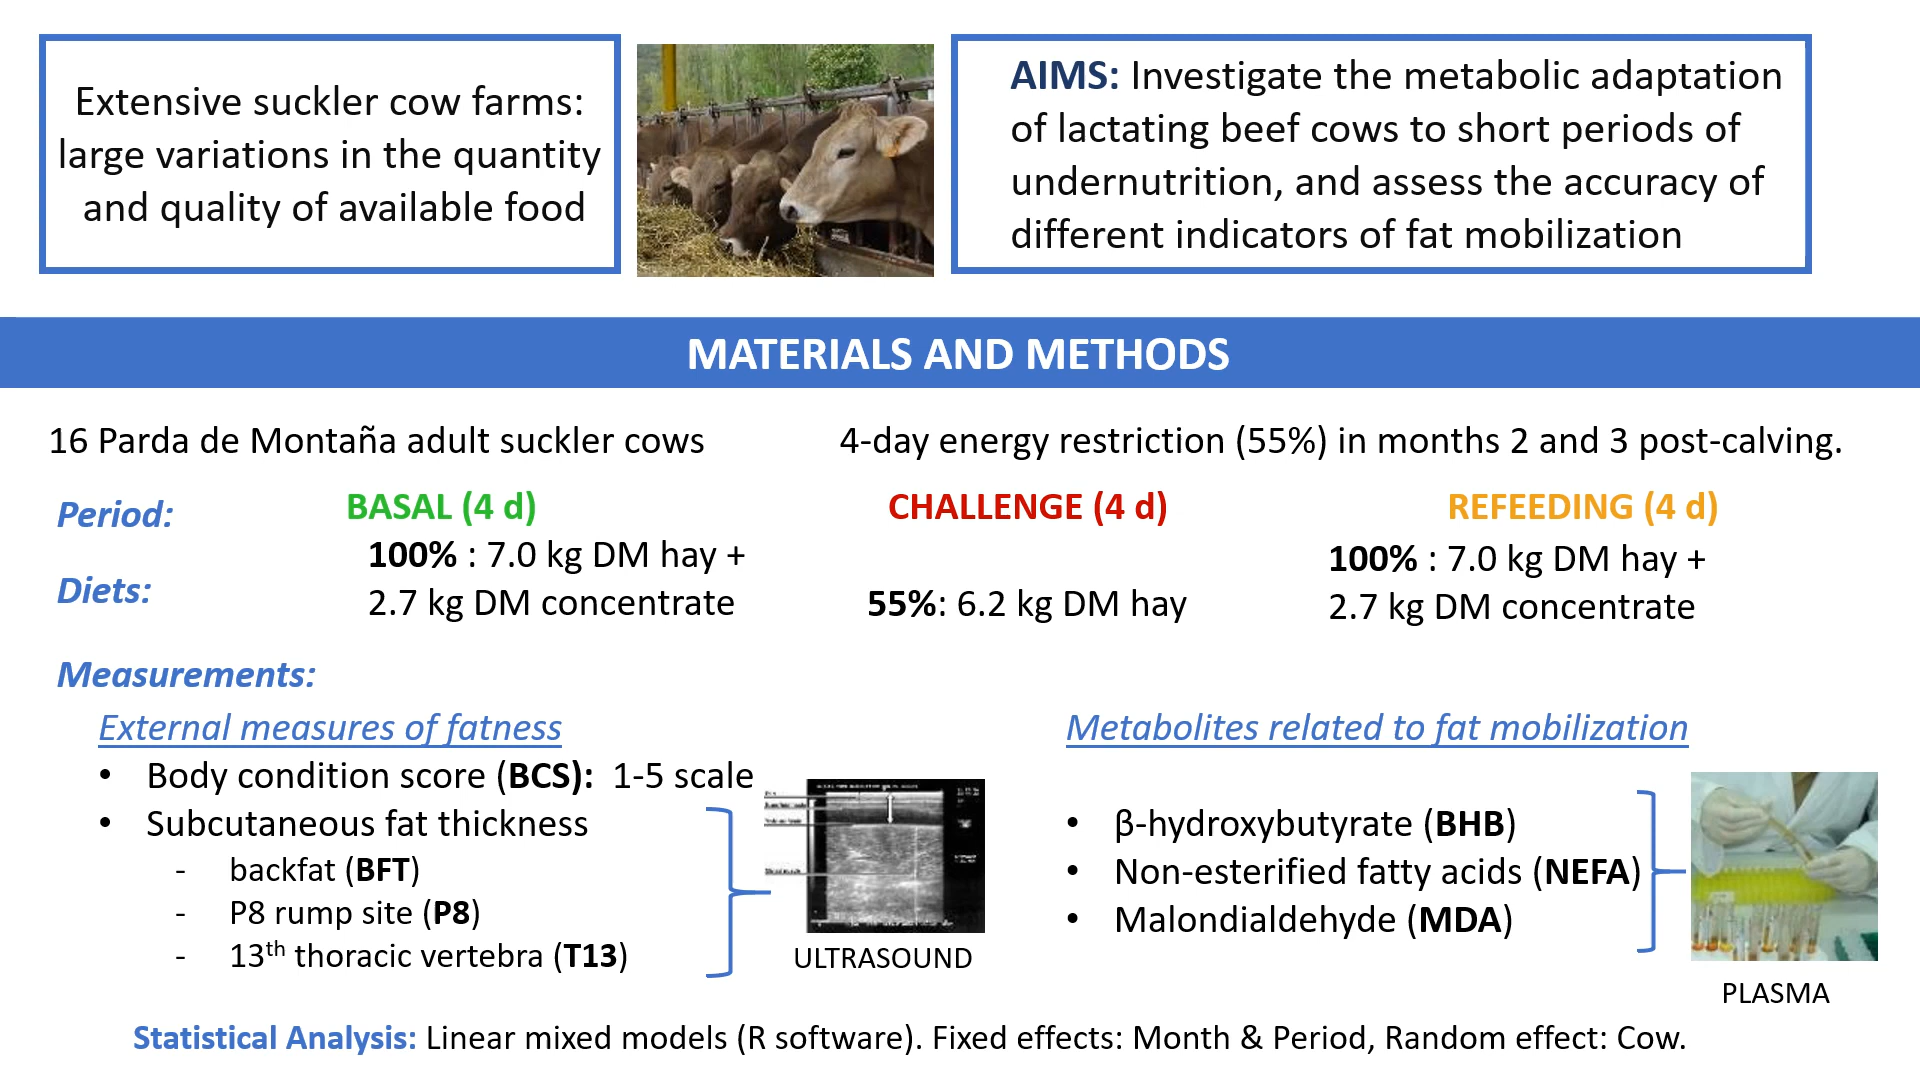 Extensive suckler cow farms:
large variations in the quantity
and quality of available food
AIMS: Investigate the metabolic adaptation
of lactating beef cows to short periods of
undernutrition, and assess the accuracy of
different indicators of fat mobilization
MATERIALS AND METHODS
16 Parda de Montaña adult suckler cows
4-day energy restriction (55%) in months 2 and 3 post-calving.
Period:
BASAL (4 d)
CHALLENGE (4 d)
REFEEDING (4 d)
Diets:
100% : 7.0 kg DM hay +
2.7 kg DM concentrate
55%: 6.2 kg DM hay
100% : 7.0 kg DM hay +
2.7 kg DM concentrate
Measurements:
External measures of fatness
• Body condition score (BCS): 1-5 scale
• Subcutaneous fat thickness
- backfat (BFT)
- P8 rump site (P8)
- 13th thoracic vertebra (T13)
ULTRASOUND
Metabolites related to fat mobilization
• β-hydroxybutyrate (BHB)
• Non-esterified fatty acids (NEFA)
• Malondialdehyde (MDA)
PLASMA
Statistical Analysis: Linear mixed models (R software). Fixed effects: Month & Period, Random effect: Cow.